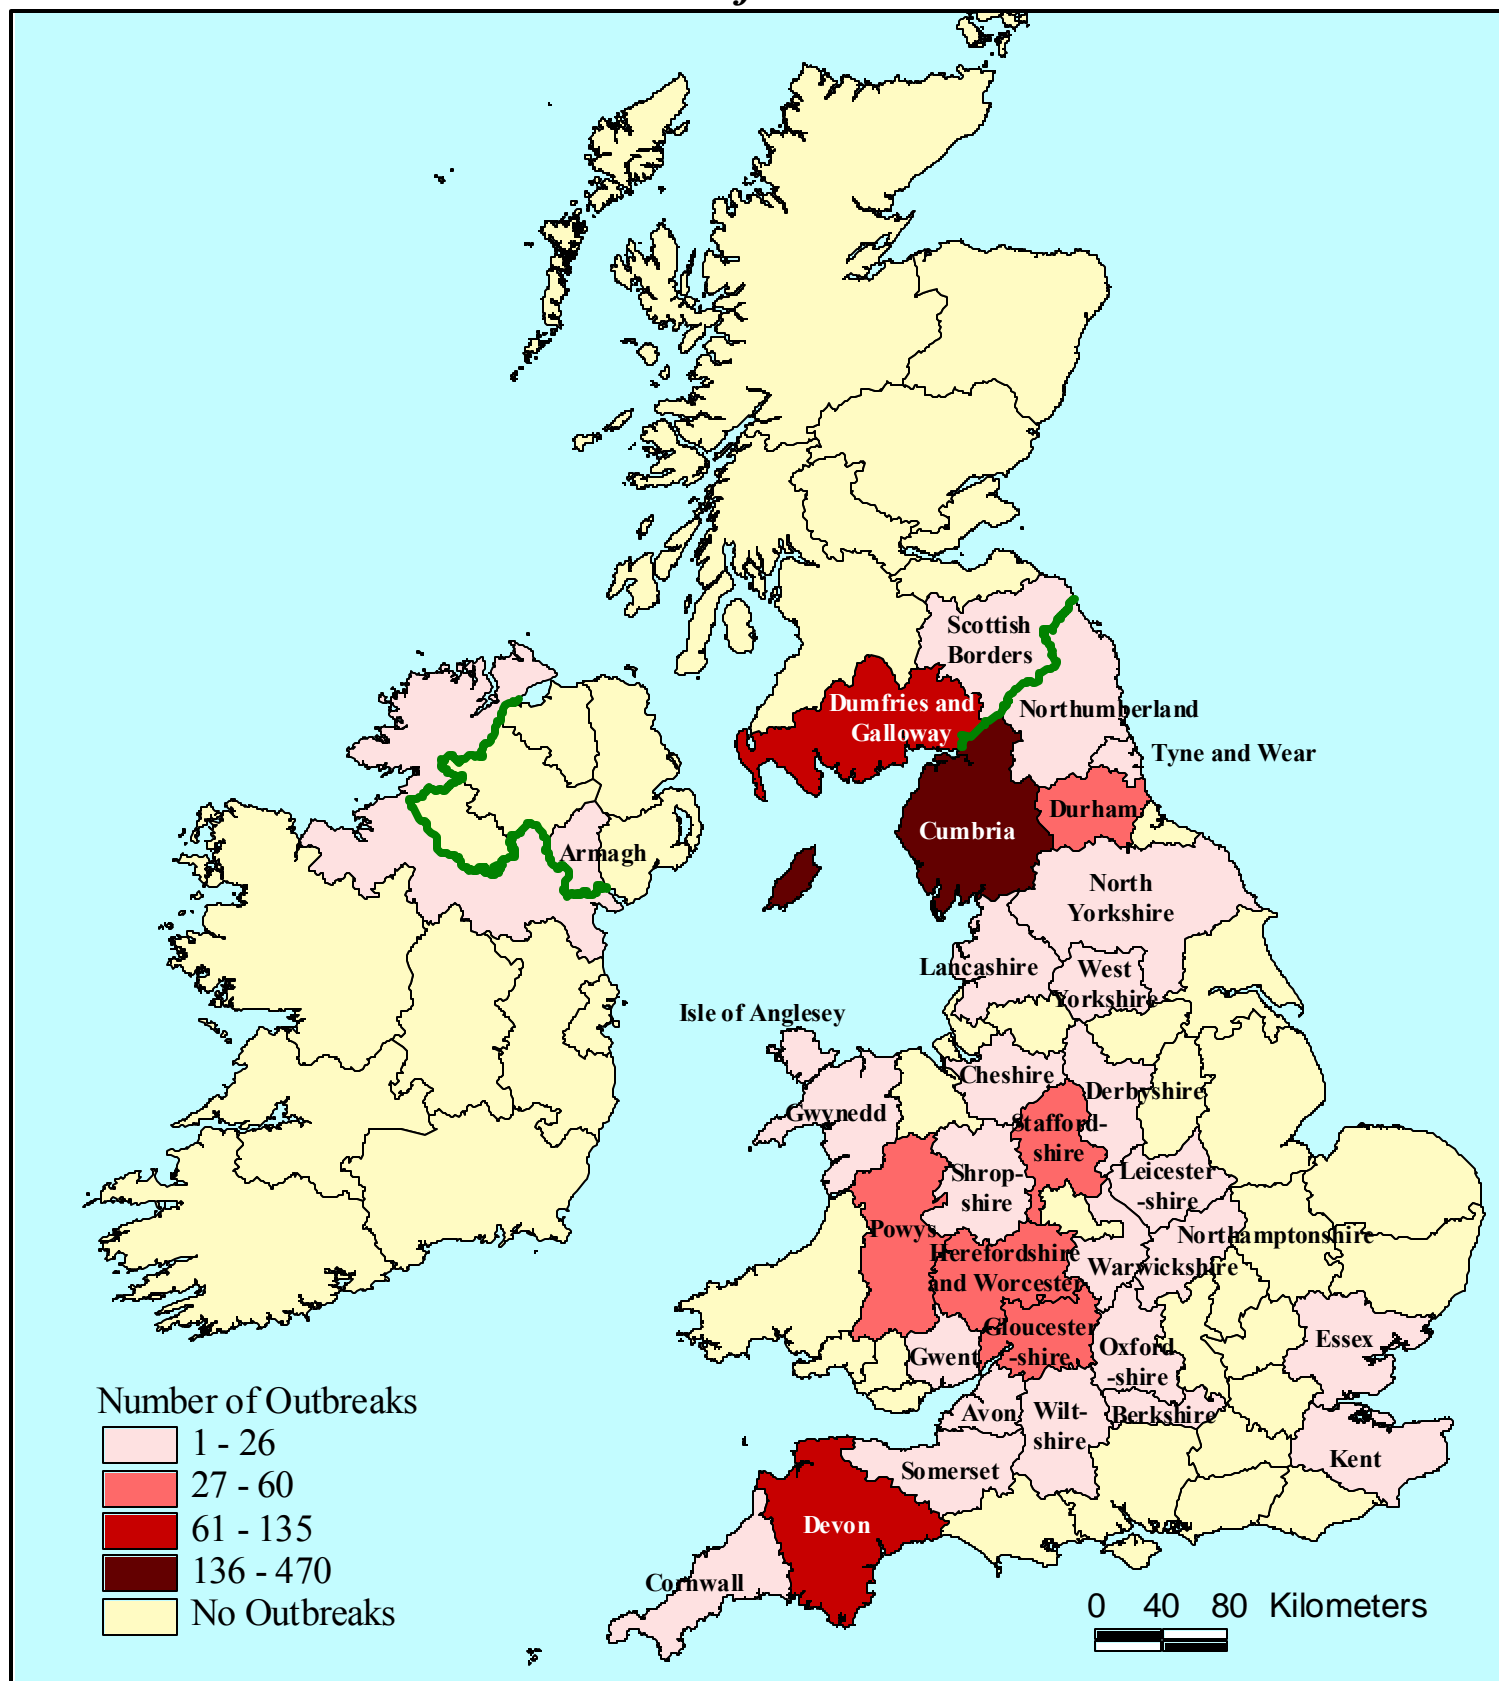 Scottish
Borders
Dumfries and
Galloway
Northumberland
Tyne and Wear
Durham
Cumbria
Armagh
North
Yorkshire
Lancashire
West
Yorkshire
Isle of Anglesey
Cheshire
Derbyshire
Gwynedd
Stafford-
shire
Shrop-
shire
Leicester
-shire
Powys
Northamptonshire
Herefordshire
and Worcester
Warwickshire
Gloucester
-shire
Gwent
Oxford
-shire
Essex
Avon
Wilt-
shire
Berkshire
Kent
Somerset
Devon
Cornwall
Number of Outbreaks
1 - 26
27 - 60
61 - 135
136 - 470
No Outbreaks
0 40 80 Kilometers